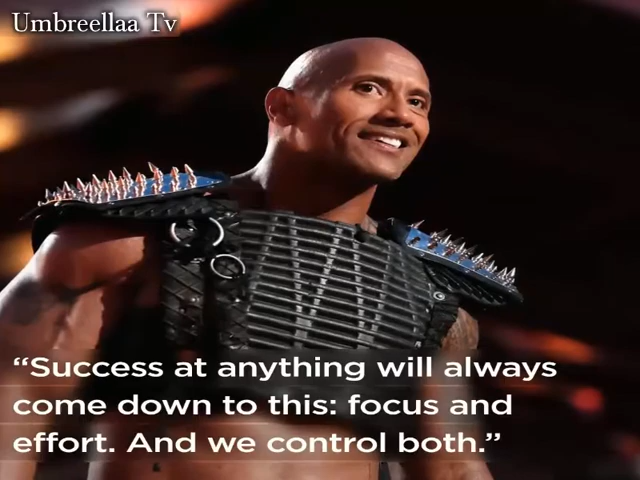 Umbreellaa Tv
“Success at anything will always
come down to this: focus and
effort. And we control both.”